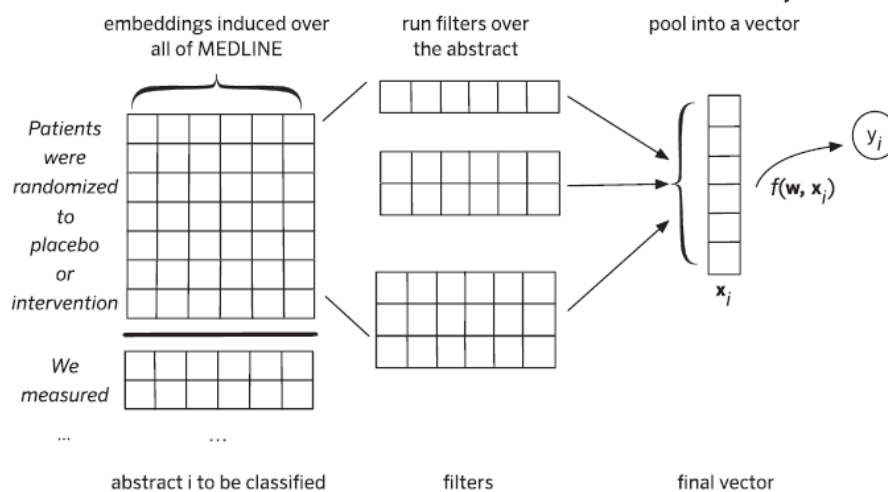 embeddings induced over
all of MEDLINE
run filters over
the abstract
pool into a vector
Patients
were
randomized
to
placebo
or
intervention
We
measured
...
...
y_i
f(w, x_i)
x_i
abstract i to be classified
filters
final vector